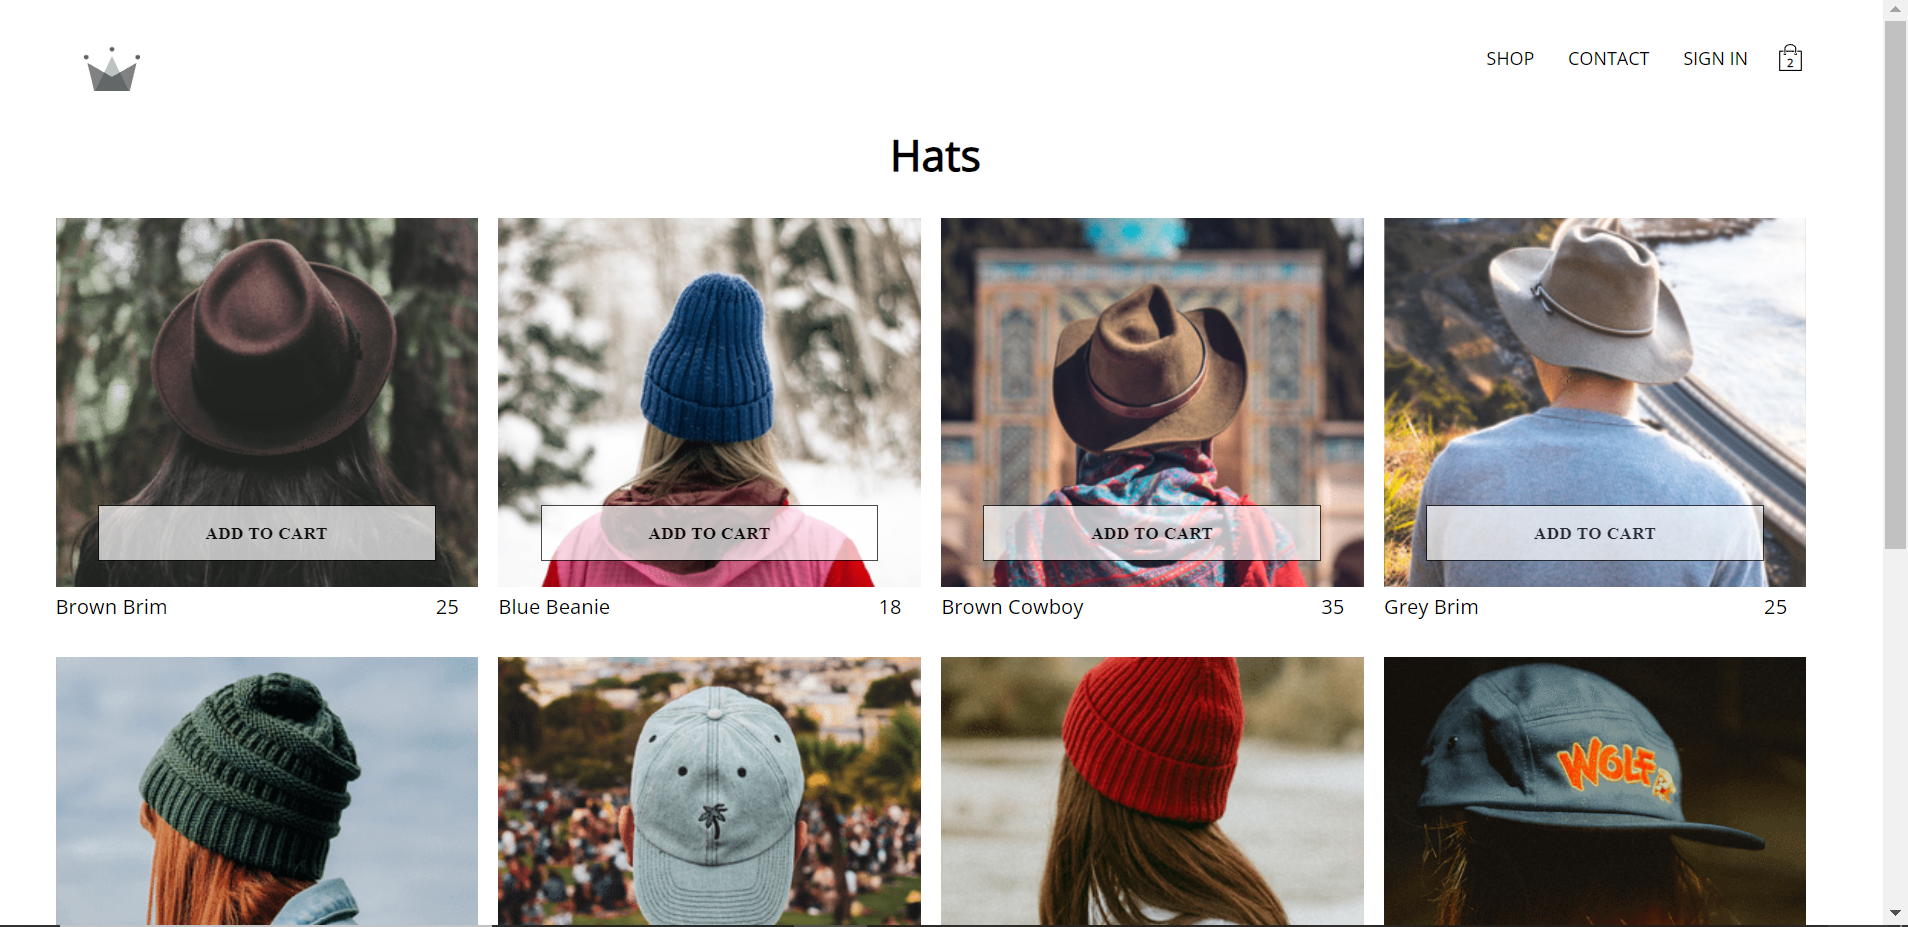 SHOP CONTACT SIGN IN 2
Hats
ADD TO CART ADD TO CART ADD TO CART ADD TO CART
Brown Brim 25 Blue Beanie 18 Brown Cowboy 35 Grey Brim 25
WOLF